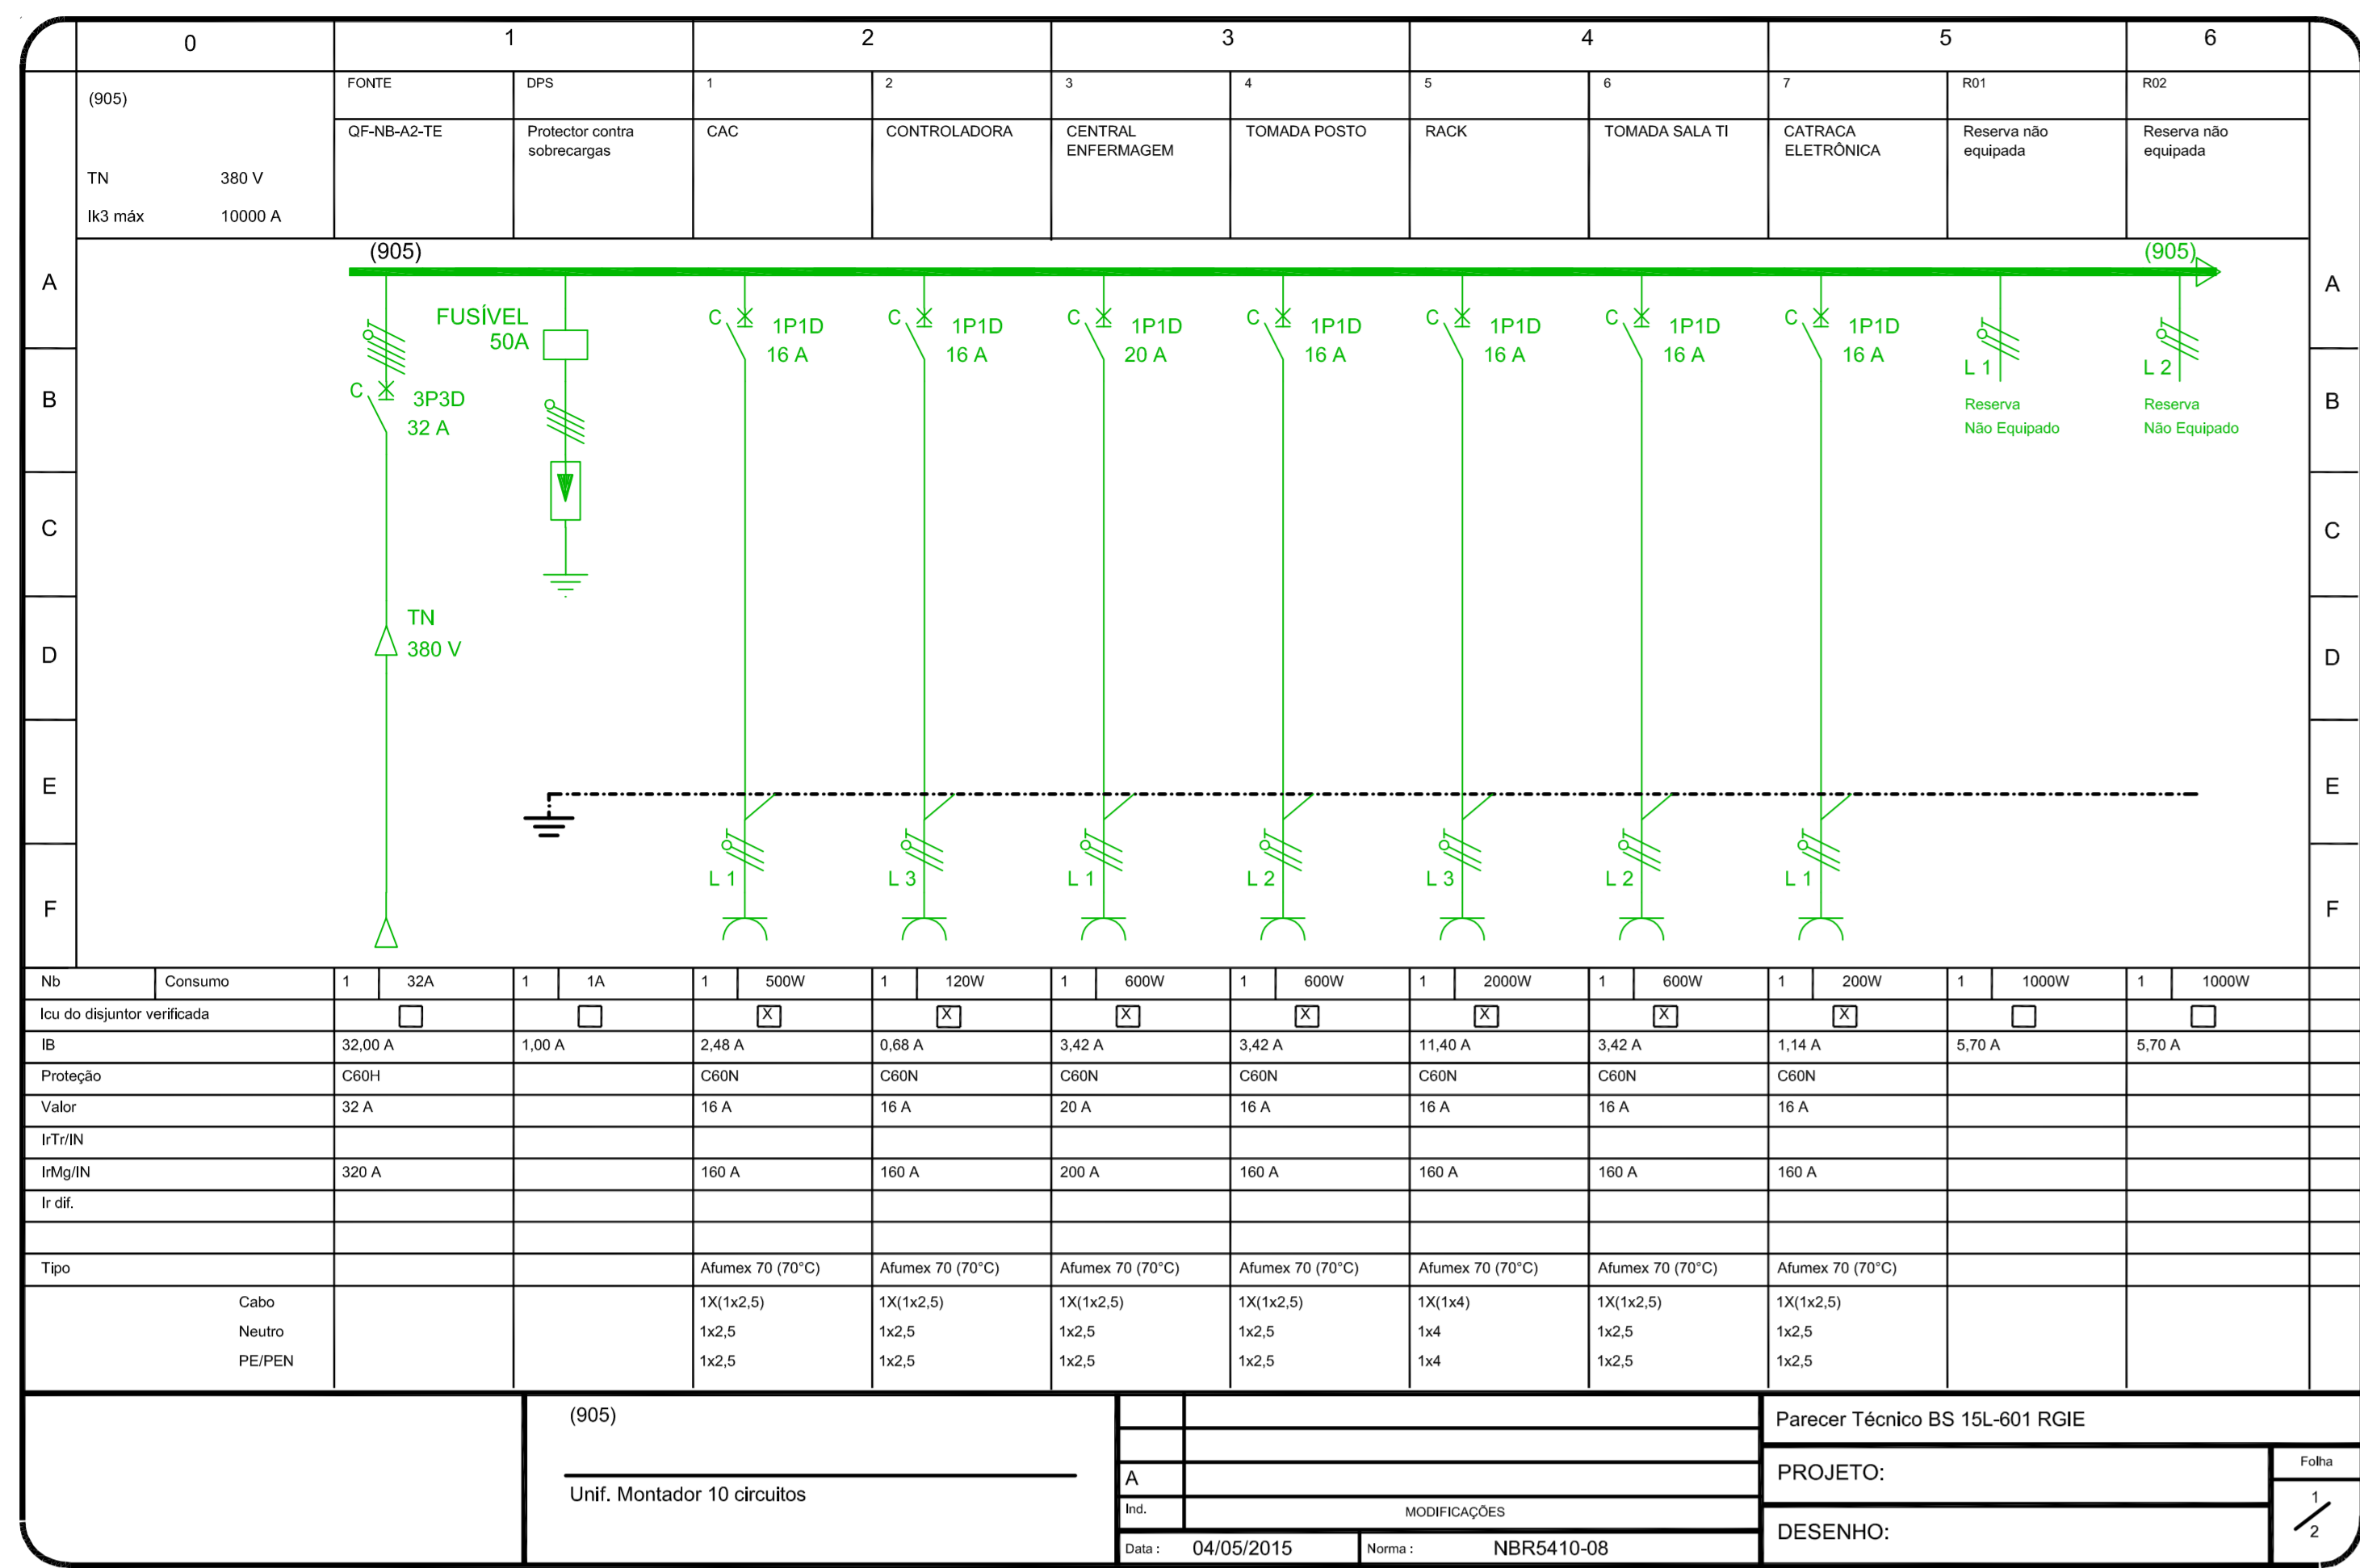 0 1 2 3 4 5 6
(905) FONTE DPS 1 2 3 4 5 6 7 R01 R02
QF-NB-A2-TE Protector contra CAC CONTROLADORA CENTRAL TOMADA POSTO RACK TOMADA SALA TI CATRACA Reserva não Reserva não
sobrecargas ENFERMAGEM ELETRÔNICA equipada equipada
TN 380 V
Ik3 máx 10000 A
(905) (905)
A A
FUSÍVEL C 1P1D C 1P1D C 1P1D C 1P1D C 1P1D C 1P1D C 1P1D
50A 16 A 16 A 20 A 16 A 16 A 16 A 16 A
L 1 L 2
B C 3P3D Reserva Reserva B
32 A Não Equipado Não Equipado
C C
TN
D 380 V D
E E
L 1 L 3 L 1 L 2 L 3 L 2 L 1
F F
Nb Consumo 1 32A 1 1A 1 500W 1 120W 1 600W 1 600W 1 2000W 1 600W 1 200W 1 1000W 1 1000W
Icu do disjuntor verificada X X X X X X X
IB 32,00 A 1,00 A 2,48 A 0,68 A 3,42 A 3,42 A 11,40 A 3,42 A 1,14 A 5,70 A 5,70 A
Proteção C60H C60N C60N C60N C60N C60N C60N C60N
Valor 32 A 16 A 16 A 20 A 16 A 16 A 16 A 16 A
IrTr/IN
IrMg/IN 320 A 160 A 160 A 200 A 160 A 160 A 160 A 160 A
Ir dif.
Tipo Afumex 70 (70°C) Afumex 70 (70°C) Afumex 70 (70°C) Afumex 70 (70°C) Afumex 70 (70°C) Afumex 70 (70°C) Afumex 70 (70°C)
Cabo 1X(1x2,5) 1X(1x2,5) 1X(1x2,5) 1X(1x2,5) 1X(1x4) 1X(1x2,5) 1X(1x2,5)
Neutro 1x2,5 1x2,5 1x2,5 1x2,5 1x4 1x2,5 1x2,5
PE/PEN 1x2,5 1x2,5 1x2,5 1x2,5 1x4 1x2,5 1x2,5
(905)
Unif. Montador 10 circuitos
A
Ind. MODIFICAÇÕES
Data : 04/05/2015 Norma : NBR5410-08
Parecer Técnico BS 15L-601 RGIE
PROJETO:
DESENHO:
Folha
1/2